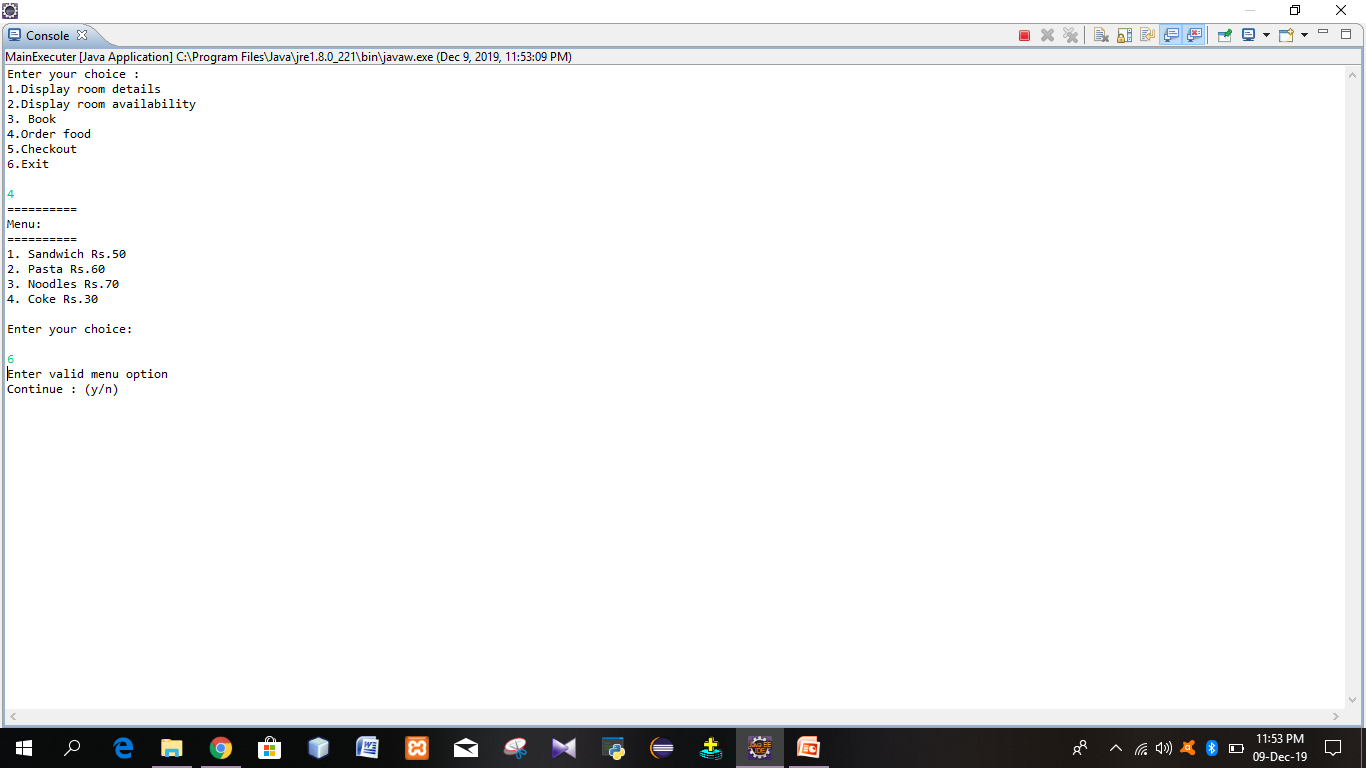 Console
MainExecuter [Java Application] C:\Program Files\Java\jre1.8.0_221\bin\javaw.exe (Dec 9, 2019, 11:53:09 PM)
Enter your choice :
1.Display room details
2.Display room availability
3. Book
4.Order food
5.Checkout
6.Exit
4
==========
Menu:
==========
1. Sandwich Rs.50
2. Pasta Rs.60
3. Noodles Rs.70
4. Coke Rs.30
Enter your choice:
6
Enter valid menu option
Continue : (y/n)
11:53 PM
09-Dec-19